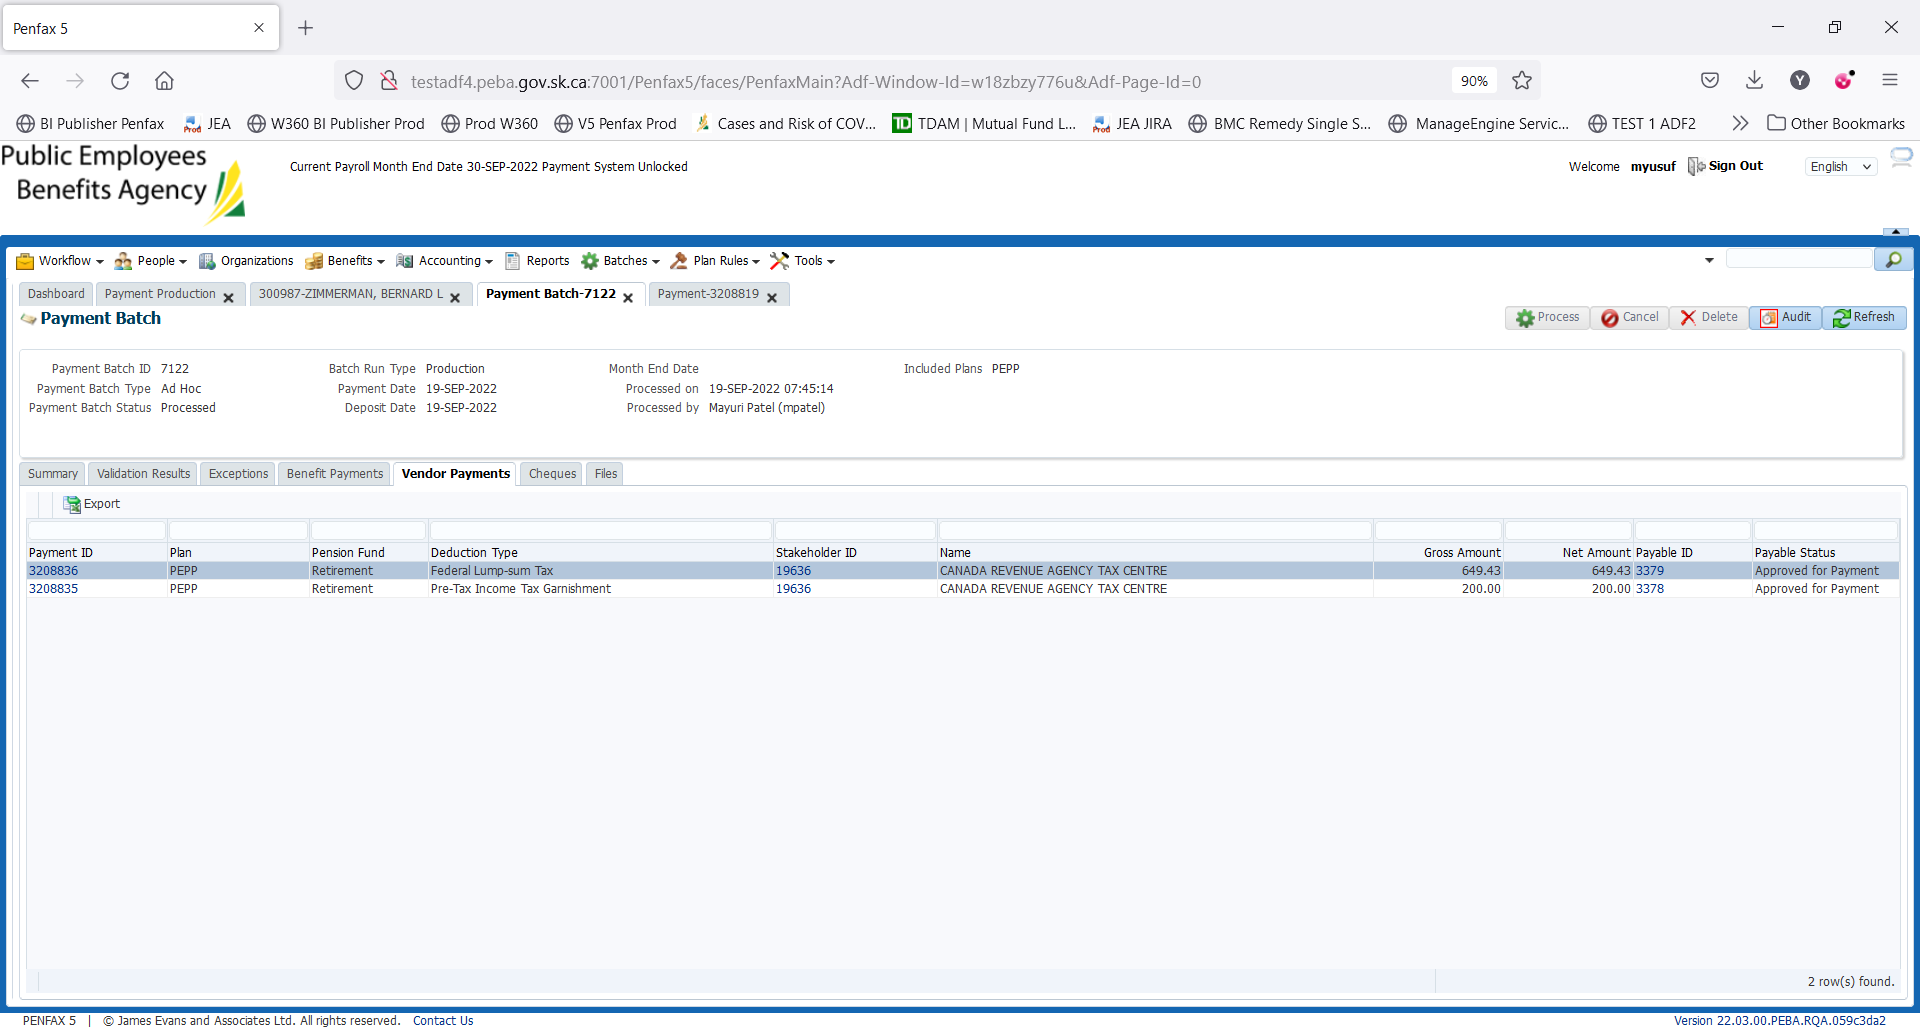 Penfax 5
testadf4.peba.gov.sk.ca:7001/Penfax5/faces/PenfaxMain?Adf-Window-Id=w18zbzy776u&Adf-Page-Id=0 90% Y
BI Publisher Penfax JEA W360 BI Publisher Prod Prod W360 V5 Penfax Prod Cases and Risk of COV... TD TDAM | Mutual Fund L... JEA JIRA BMC Remedy Single S... ManageEngine Servic... TEST 1 ADF2 Other Bookmarks
Public Employees
Benefits Agency
Current Payroll Month End Date 30-SEP-2022 Payment System Unlocked Welcome myusuf Sign Out English
Workflow People Organizations Benefits Accounting Reports Batches Plan Rules Tools
Dashboard Payment Production 300987-ZIMMERMAN, BERNARD L Payment Batch-7122 Payment-3208819
Payment Batch Process Cancel Delete Audit Refresh
Payment Batch ID 7122 Batch Run Type Production Month End Date Included Plans PEPP
Payment Batch Type Ad Hoc Payment Date 19-SEP-2022 Processed on 19-SEP-2022 07:45:14
Payment Batch Status Processed Deposit Date 19-SEP-2022 Processed by Mayuri Patel (mpatel)
Summary Validation Results Exceptions Benefit Payments Vendor Payments Cheques Files
Export
Payment ID Plan Pension Fund Deduction Type Stakeholder ID Name Gross Amount Net Amount Payable ID Payable Status
3208836 PEPP Retirement Federal Lump-sum Tax 19636 CANADA REVENUE AGENCY TAX CENTRE 649.43 649.43 3379 Approved for Payment
3208835 PEPP Retirement Pre-Tax Income Tax Garnishment 19636 CANADA REVENUE AGENCY TAX CENTRE 200.00 200.00 3378 Approved for Payment
2 row(s) found.
PENFAX 5 | © James Evans and Associates Ltd. All rights reserved. Contact Us Version 22.03.00.PEBA.RQA.059c3da2